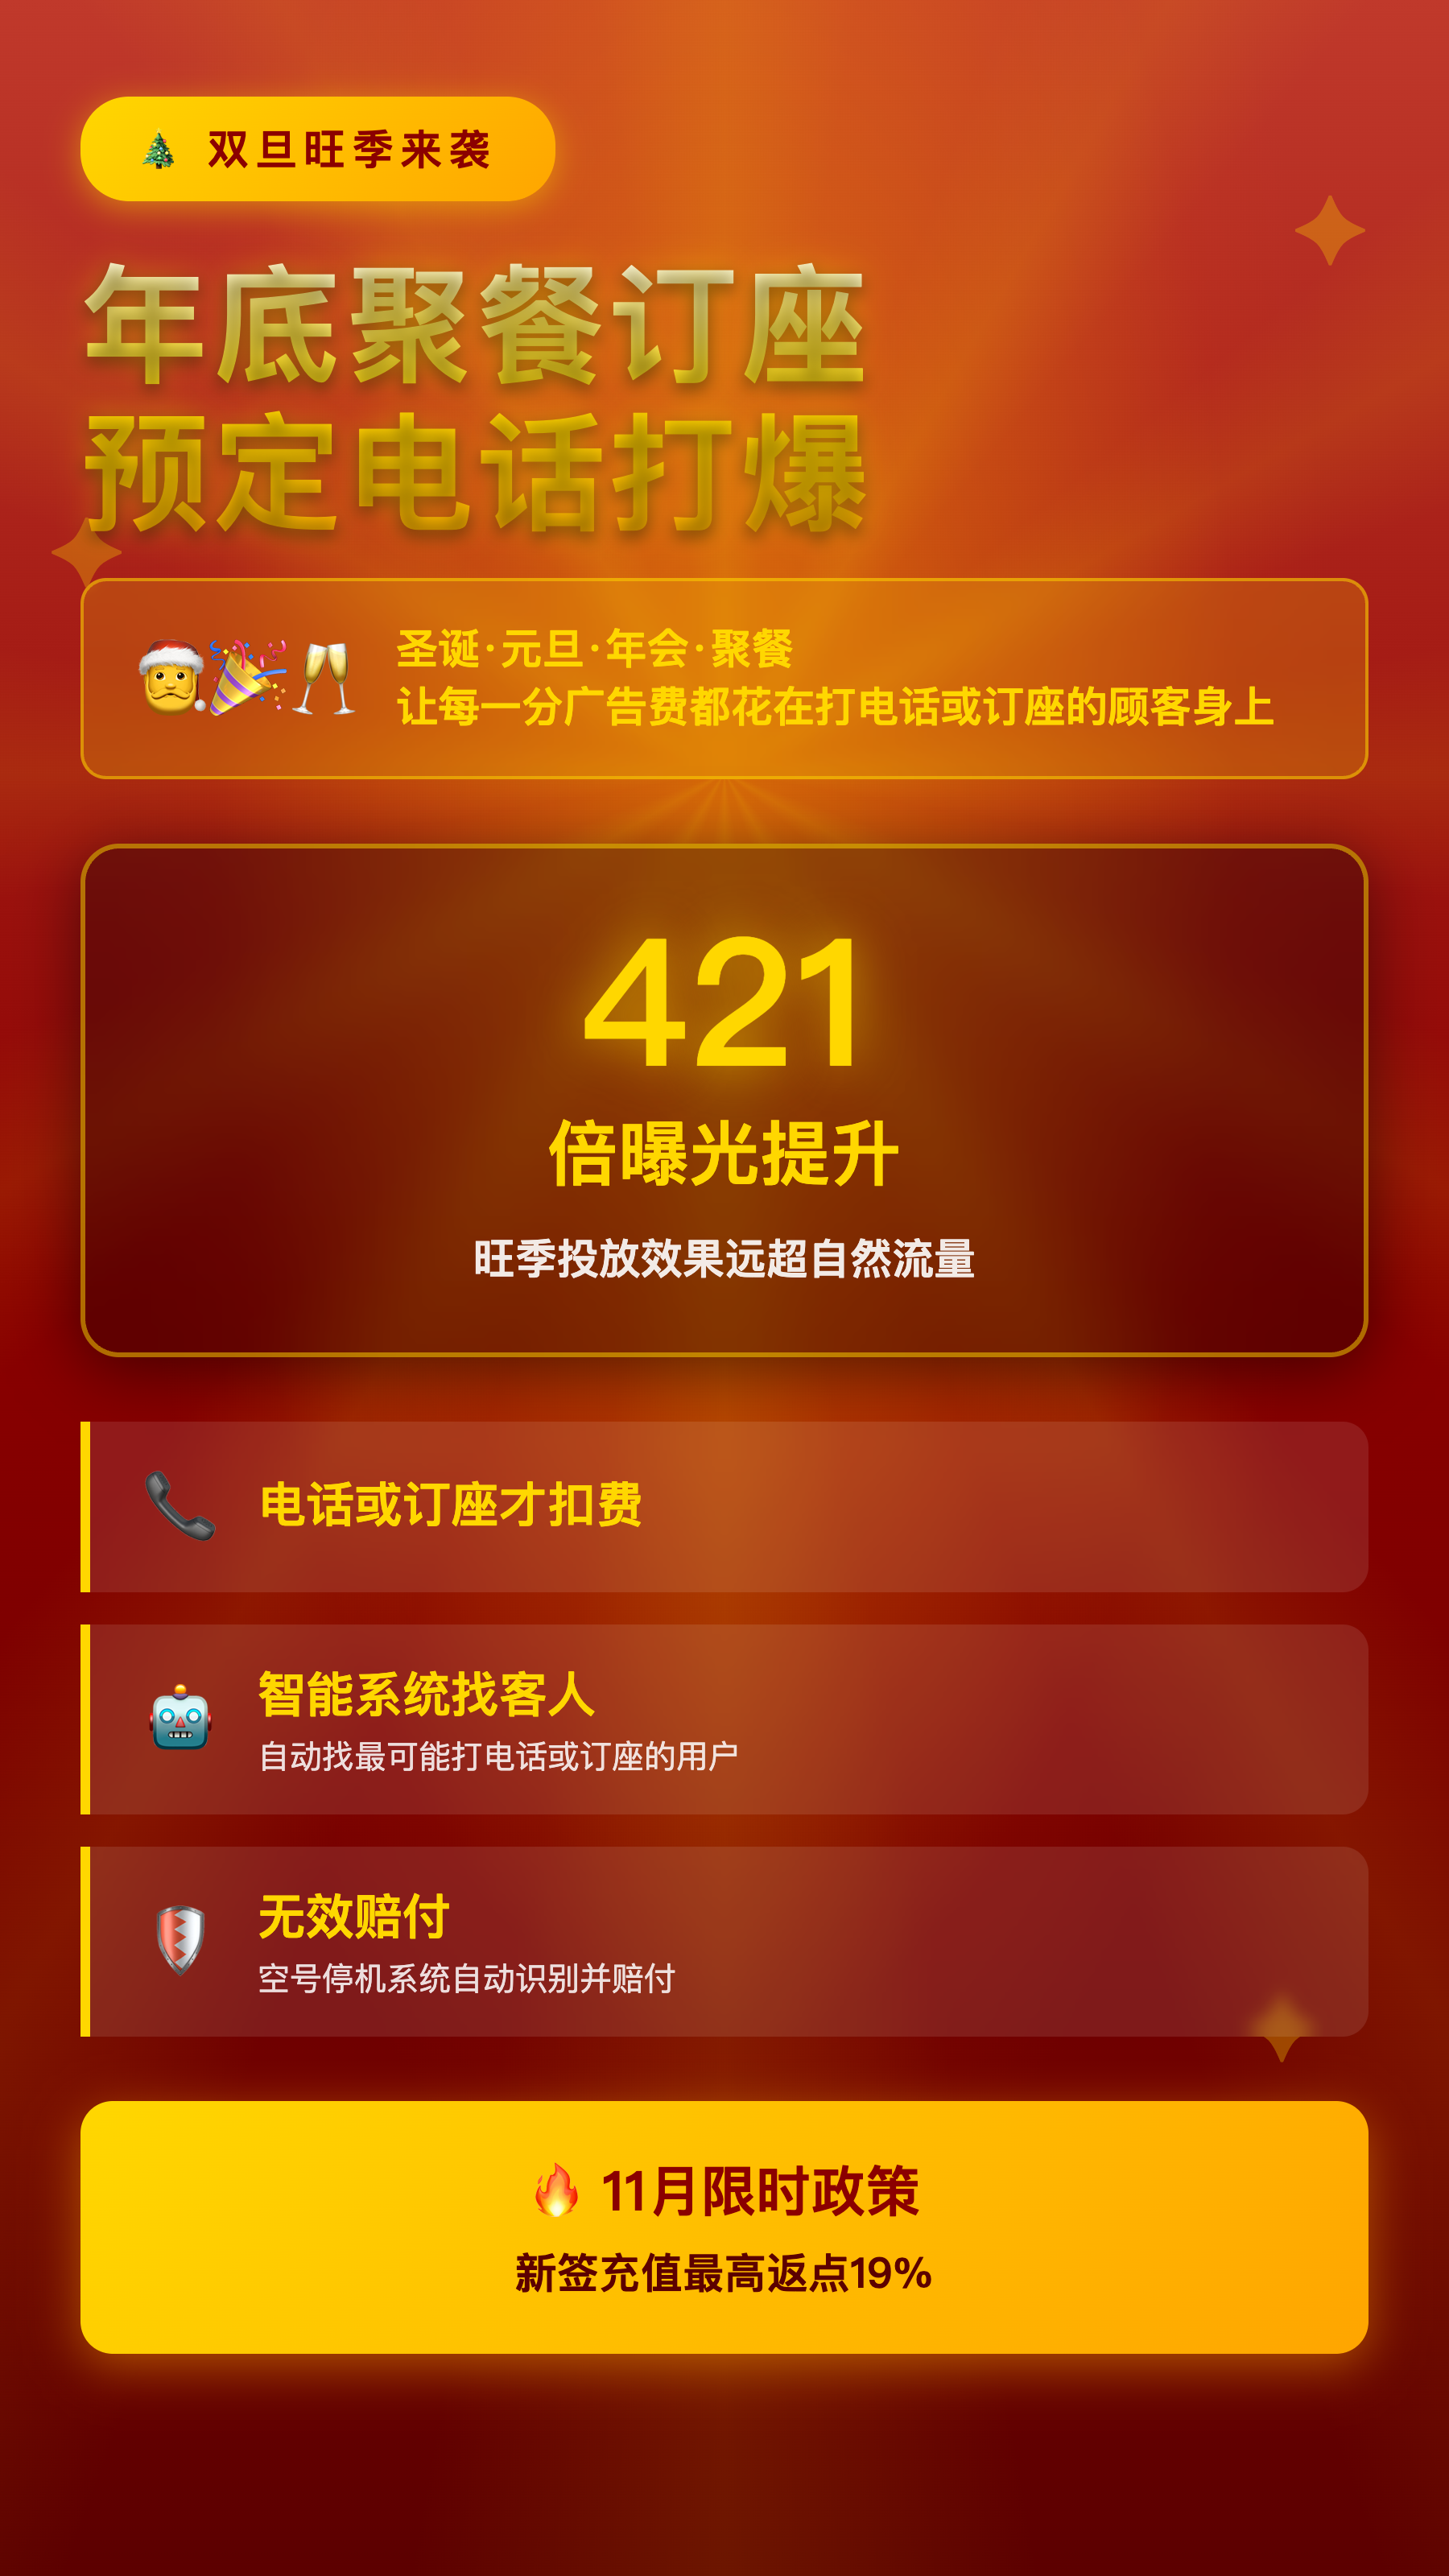 🎄 双旦旺季来袭
年底聚餐订座
预定电话打爆
🎅🎉🥂
圣诞·元旦·年会·聚餐
让每一分广告费都花在打电话或订座的顾客身上
421
倍曝光提升
旺季投放效果远超自然流量
📞 电话或订座才扣费
🤖 智能系统找客人
自动找最可能打电话或订座的用户
🛡️ 无效赔付
空号停机系统自动识别并赔付
🔥 11月限时政策
新签充值最高返点19%